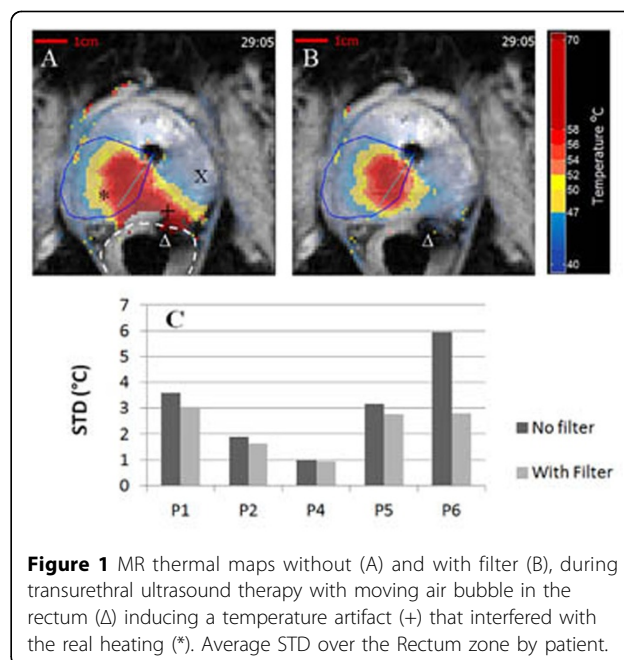 1cm
A
29:05
*
X
+
Δ
1cm
B
29:05
Δ
70
58
56
54
52
50
47
40
Temperature °C
C
STD (°C)
7
6
5
4
3
2
1
0
P1 P2 P4 P5 P6
No filter
With Filter
Figure 1 MR thermal maps without (A) and with filter (B), during
transurethral ultrasound therapy with moving air bubble in the
rectum (Δ) inducing a temperature artifact (+) that interfered with
the real heating (*). Average STD over the Rectum zone by patient.